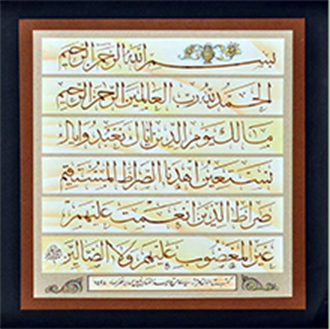 بسم الله الرحمن الرحيم
الحمد لله رب العالمين الرحمن الرحيم
مالك يوم الدين إياك نعبد وإياك
نستعين اهدنا الصراط المستقيم
صراط الذين أنعمت عليهم
غير المغضوب عليهم ولا الضالين